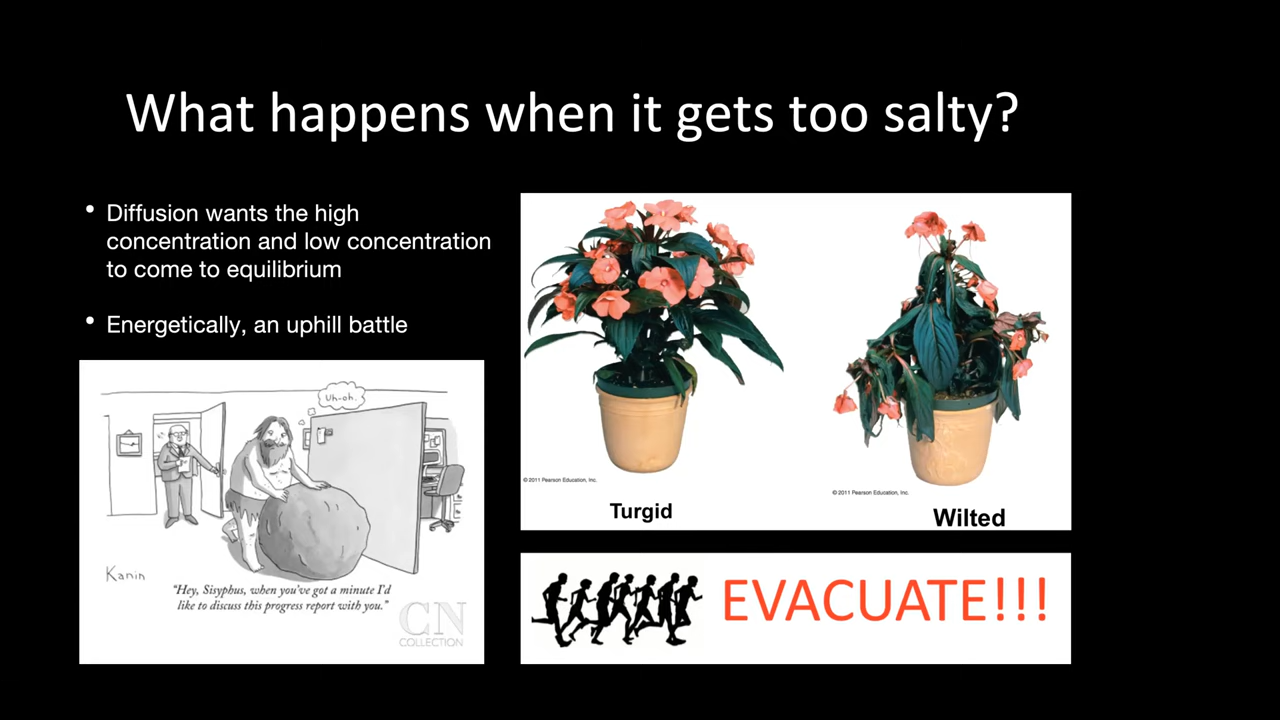 What happens when it gets too salty?
• Diffusion wants the high
concentration and low concentration
to come to equilibrium
• Energetically, an uphill battle
Uh-oh.
Kanin
"Hey, Sisyphus, when you've got a minute I'd
like to discuss this progress report with you."
CN
COLLECTION
© 2011 Pearson Education, Inc.
Turgid
© 2011 Pearson Education, Inc.
Wilted
EVACUATE!!!